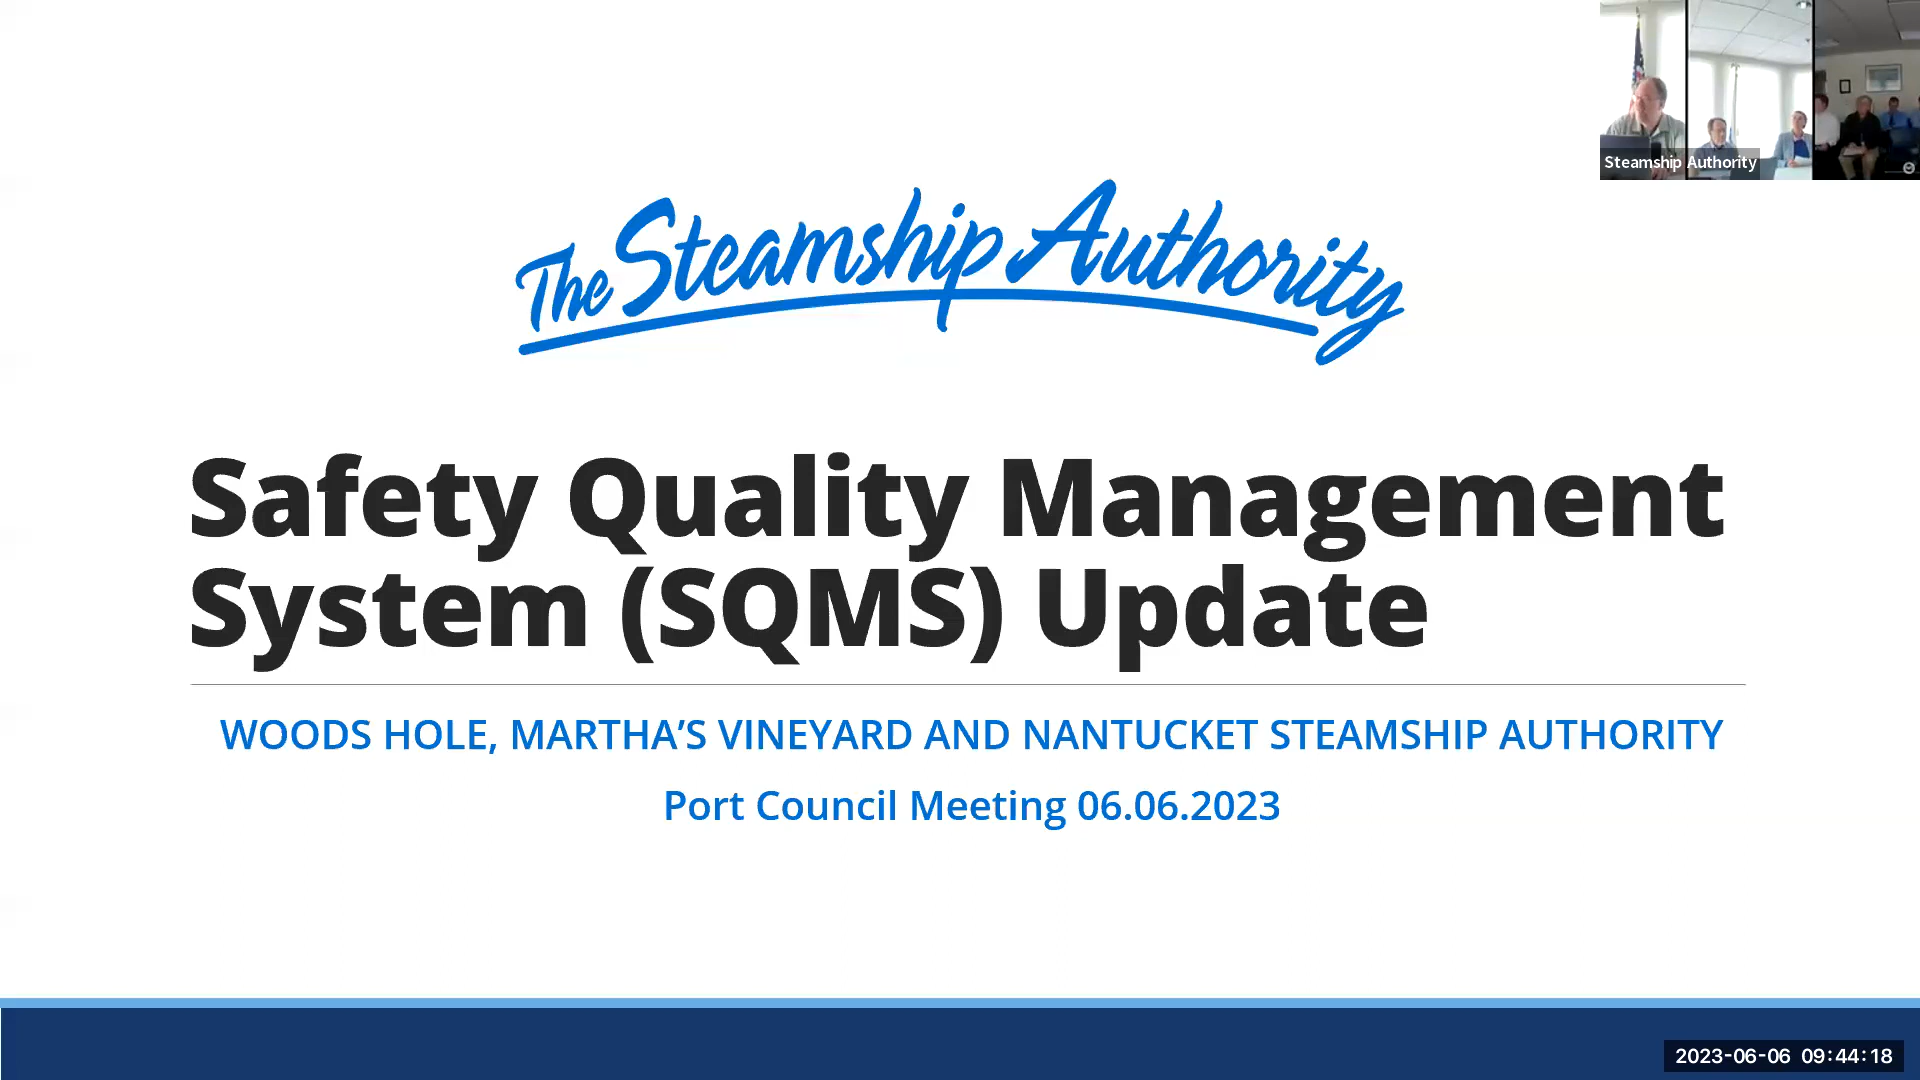 Steamship Authority
The Steamship Authority
Safety Quality Management
System (SQMS) Update
WOODS HOLE, MARTHA’S VINEYARD AND NANTUCKET STEAMSHIP AUTHORITY
Port Council Meeting 06.06.2023
2023-06-06 09:44:18